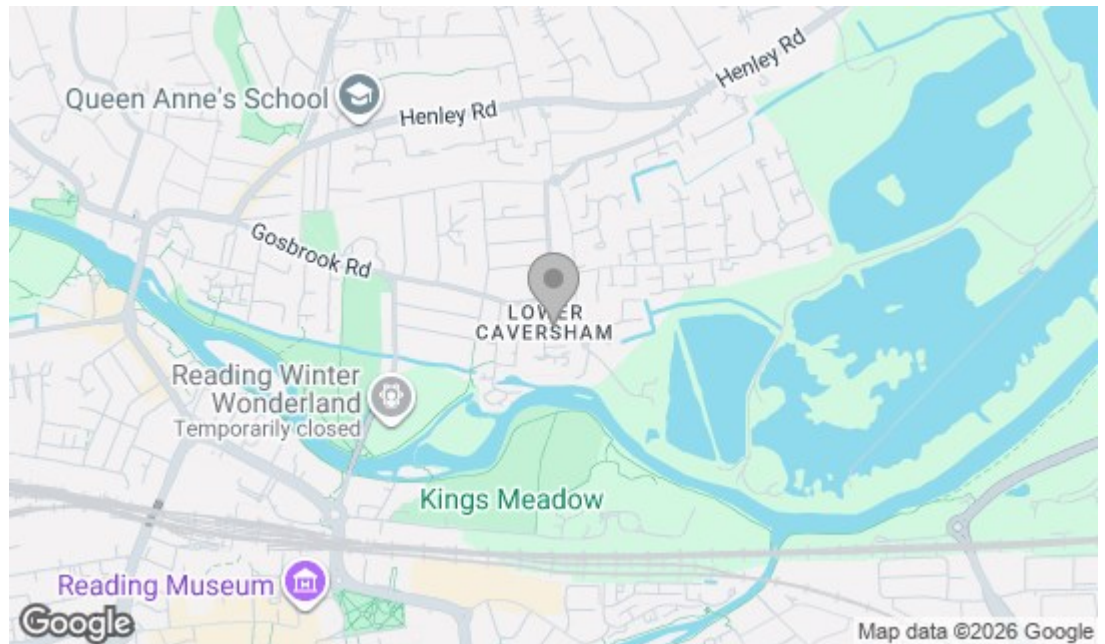 Henley Rd
Queen Anne's School
Henley Rd
Gosbrook Rd
LOWER
CAVERSHAM
Reading Winter
Wonderland
Temporarily closed
Kings Meadow
Reading Museum
Google
Map data ©2026 Google